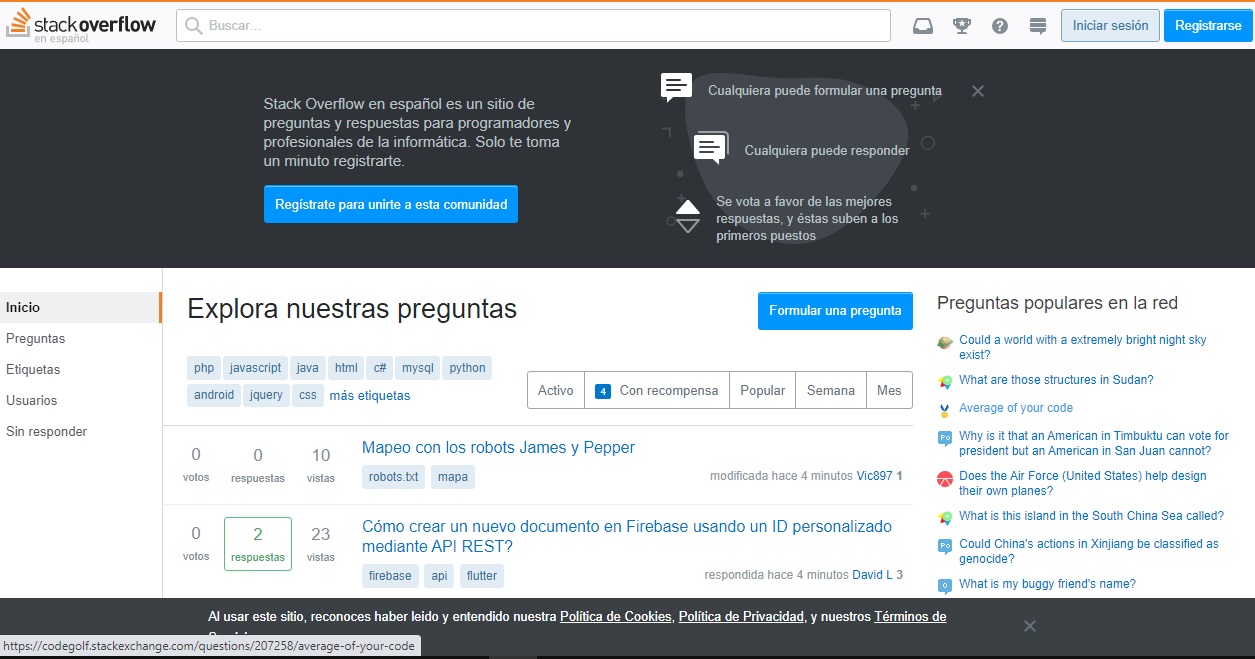 stackoverflow
en español
Buscar...
Iniciar sesión
Registrarse
Stack Overflow en español es un sitio de
preguntas y respuestas para programadores y
profesionales de la informática. Solo te toma
un minuto registrarte.
Regístrate para unirte a esta comunidad
Cualquiera puede formular una pregunta
Cualquiera puede responder
Se vota a favor de las mejores
respuestas, y éstas suben a los
primeros puestos
Inicio
Preguntas
Etiquetas
Usuarios
Sin responder
Explora nuestras preguntas
Formular una pregunta
php javascript java html c# mysql python
android jquery css más etiquetas
Activo 4 Con recompensa Popular Semana Mes
0 votos
0 respuestas
10 vistas
Mapeo con los robots James y Pepper
robots.txt mapa
modificada hace 4 minutos Vic897 1
0 votos
2 respuestas
23 vistas
Cómo crear un nuevo documento en Firebase usando un ID personalizado
mediante API REST?
firebase api flutter
respondida hace 4 minutos David L 3
Preguntas populares en la red
Could a world with a extremely bright night sky
exist?
What are those structures in Sudan?
Average of your code
Why is it that an American in Timbuktu can vote for
president but an American in San Juan cannot?
Does the Air Force (United States) help design
their own planes?
What is this island in the South China Sea called?
Could China's actions in Xinjiang be classified as
genocide?
What is my buggy friend's name?
Al usar este sitio, reconoces haber leido y entendido nuestra Política de Cookies, Política de Privacidad, y nuestros Términos de
https://codegolf.stackexchange.com/questions/207258/average-of-your-code